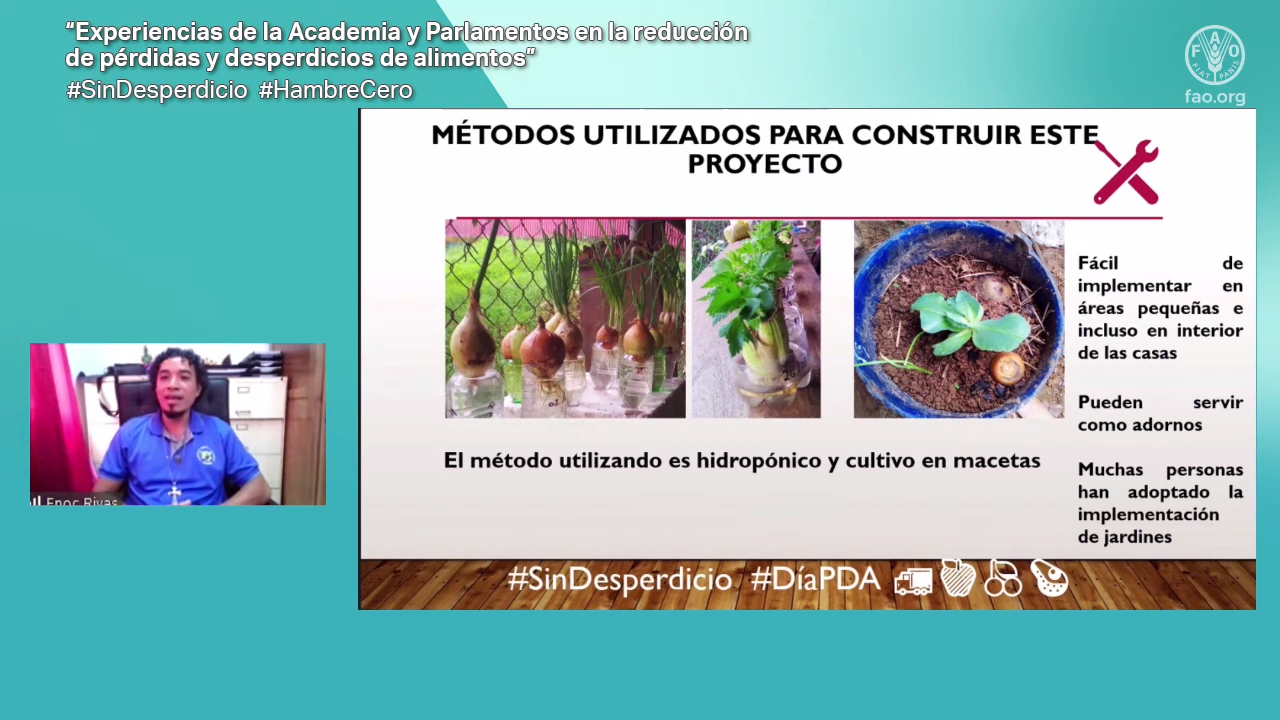 “Experiencias de la Academia y Parlamentos en la reducción
de pérdidas y desperdicios de alimentos”
#SinDesperdicio #HambreCero
F A O
FIAT PANIS
fao.org
MÉTODOS UTILIZADOS PARA CONSTRUIR ESTE
PROYECTO
Fácil de
implementar en
áreas pequeñas e
incluso en interior
de las casas
Pueden servir
como adornos
Muchas personas
han adoptado la
implementación
de jardines
El método utilizando es hidropónico y cultivo en macetas
Enoc Rivas
#SinDesperdicio #DíaPDA